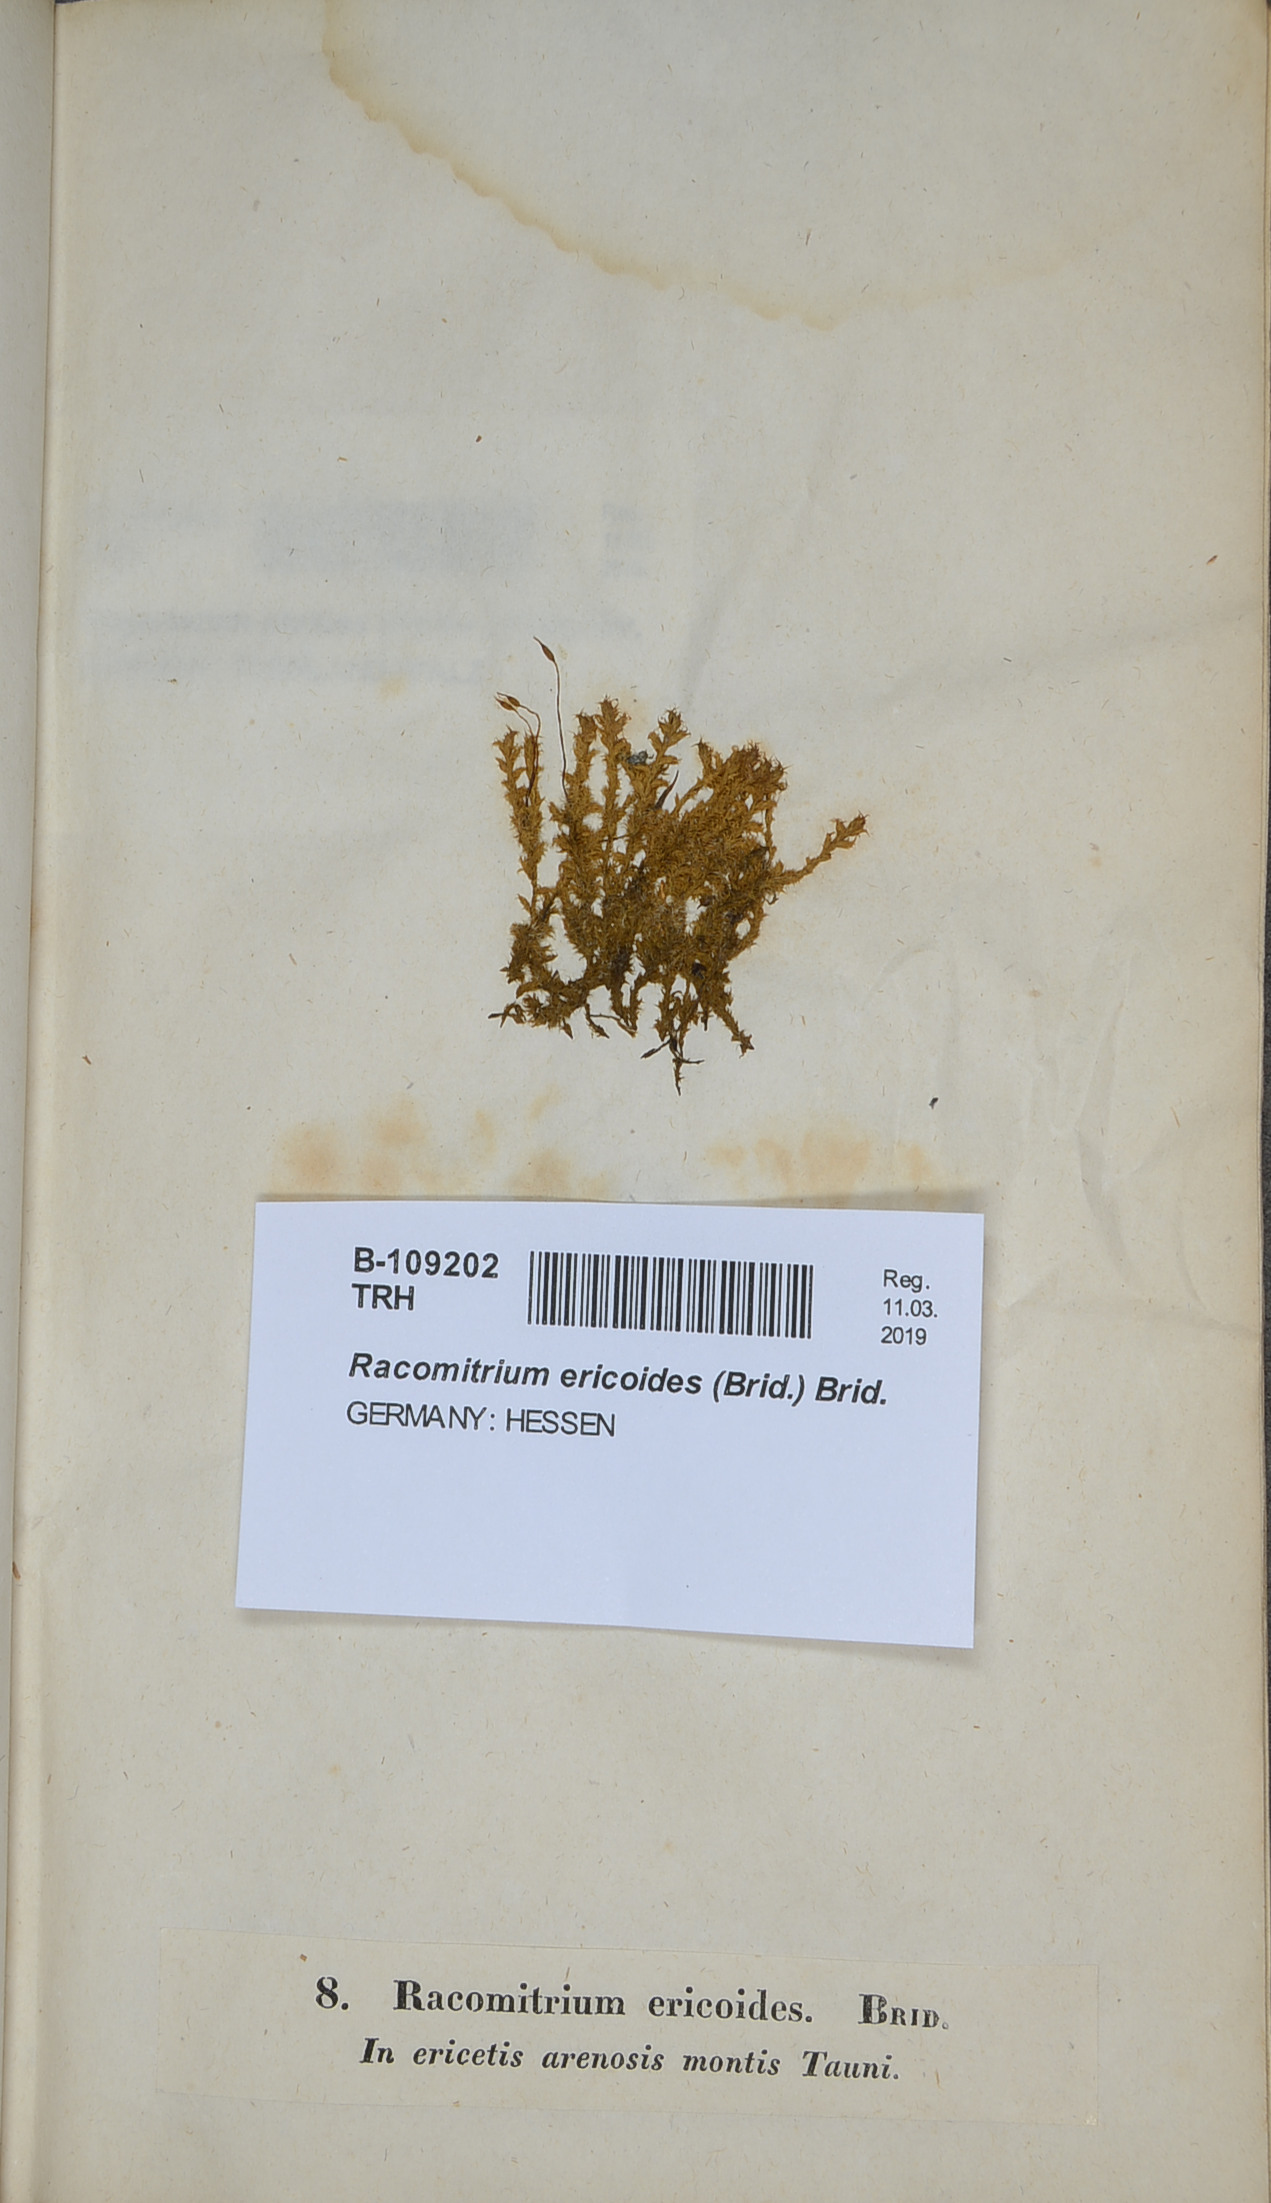 B-109202
TRH
Reg.
11.03.
2019
Racomitrium ericoides (Brid.) Brid.
GERMANY: HESSEN
8. Racomitrium ericoides. BRID.
In ericetis arenosis montis Tauni.